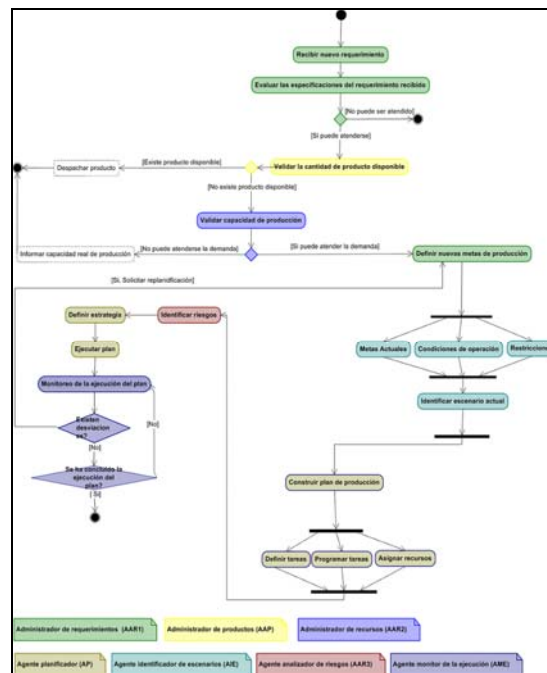 Recibir nuevo requerimiento
Evaluar las especificaciones del requerimiento recibido
[No puede ser atendido]
[Si puede atenderse]
[Existe producto disponible]
Despachar producto
Validar la cantidad de producto disponible
[No existe producto disponible]
Validar capacidad de producción
[No puede atenderse la demanda]
[Si puede atender la demanda]
Informar capacidad real de producción
Definir nuevas metas de producción
[Si, Solicitar replanidficación]
Definir estrategia
Identificar riesgos
Ejecutar plan
Metas Actuales
Condiciones de operación
Restriccion
Monitoreo de la ejecución del plan
Identificar escenario actual
Existen
desviacion
es?
[No]
[No]
Se ha concluido la
ejecución del
plan?
( Si)
Construir plan de producción
Definir tareas
Programar tareas
Asignar recursos
Administrador de requerimientos (AAR1)
Administrador de productos (AAP)
Administrador de recursos (AAR2)
Agente planificador (AP)
Agente identificador de escenarios (AIE)
Agente analizador de riesgos (AAR3)
Agente monitor de la ejecución (AME)